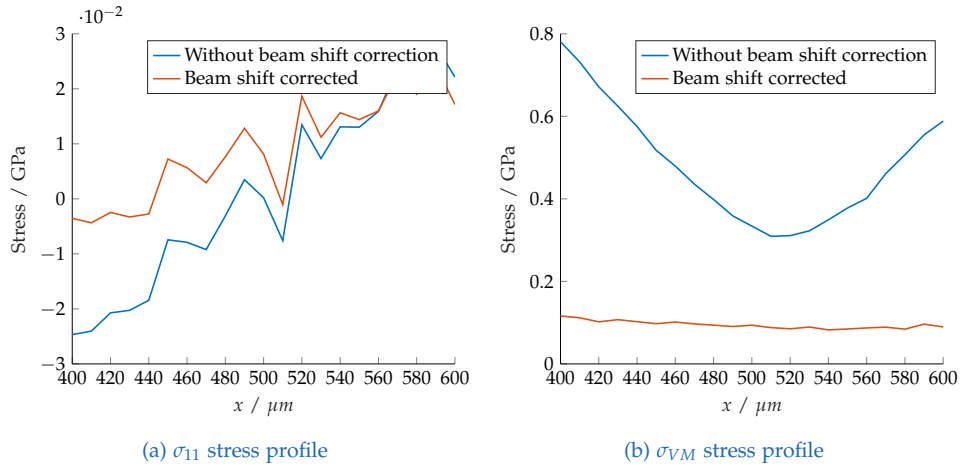 ·10⁻²
3
2
1
0
−1
−2
−3
Stress / GPa
Without beam shift correction
Beam shift corrected
400 420 440 460 480 500 520 540 560 580 600
x / μm
(a) σ₁₁ stress profile
0.8
0.6
0.4
0.2
0
Stress / GPa
Without beam shift correction
Beam shift corrected
400 420 440 460 480 500 520 540 560 580 600
x / μm
(b) σ_VM stress profile